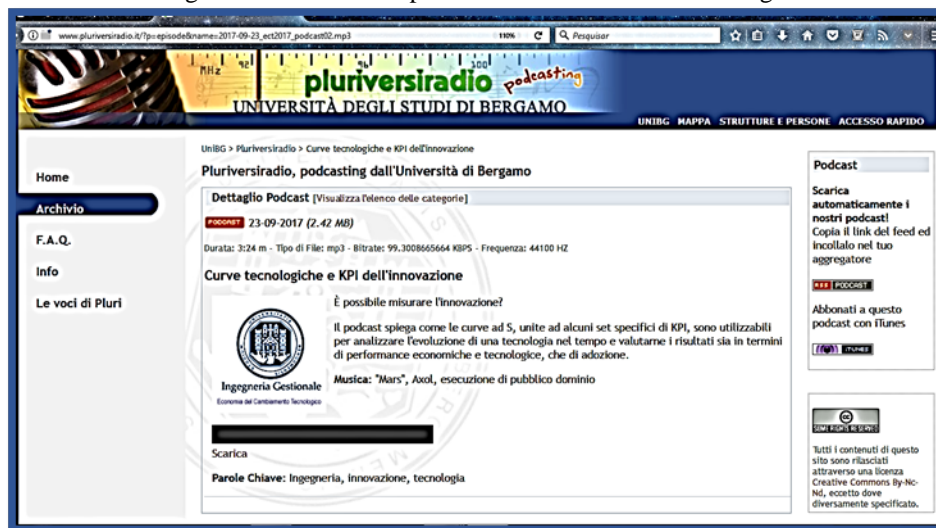 www.pluriversiradio.it/?p=episode&name=2017-09-23_ect2017_podcast02.mp3
110%
Pesquisar
MHz 92 96 100
pluriversiradio podcasting
UNIVERSITÀ DEGLI STUDI DI BERGAMO
UNIBG MAPPA STRUTTURE E PERSONE ACCESSO RAPIDO
Home
Archivio
F.A.Q.
Info
Le voci di Pluri
UniBG > Pluriversiradio > Curve tecnologiche e KPI dell'innovazione
Pluriversiradio, podcasting dall'Università di Bergamo
Dettaglio Podcast [Visualizza l'elenco delle categorie]
PODCAST 23-09-2017 (2.42 MB)
Durata: 3:24 m - Tipo di File: mp3 - Bitrate: 99.3008665664 KBPS - Frequenza: 44100 HZ
Curve tecnologiche e KPI dell'innovazione
È possibile misurare l'innovazione?
Il podcast spiega come le curve ad S, unite ad alcuni set specifici di KPI, sono utilizzabili
per analizzare l'evoluzione di una tecnologia nel tempo e valutarne i risultati sia in termini
di performance economiche e tecnologice, che di adozione.
Musica: "Mars", Axol, esecuzione di pubblico dominio
Ingegneria Gestionale
Economia del Cambiamento Tecnologico
Scarica
Parole Chiave: Ingegneria, innovazione, tecnologia
Podcast
Scarica
automaticamente i
nostri podcast!
Copia il link del feed ed
incollalo nel tuo
aggregatore
RSS PODCAST
Abbonati a questo
podcast con iTunes
ITUNES
SOME RIGHTS RESERVED
Tutti i contenuti di questo
sito sono rilasciati
attraverso una licenza
Creative Commons By-Nc-
Nd, eccetto dove
diversamente specificato.